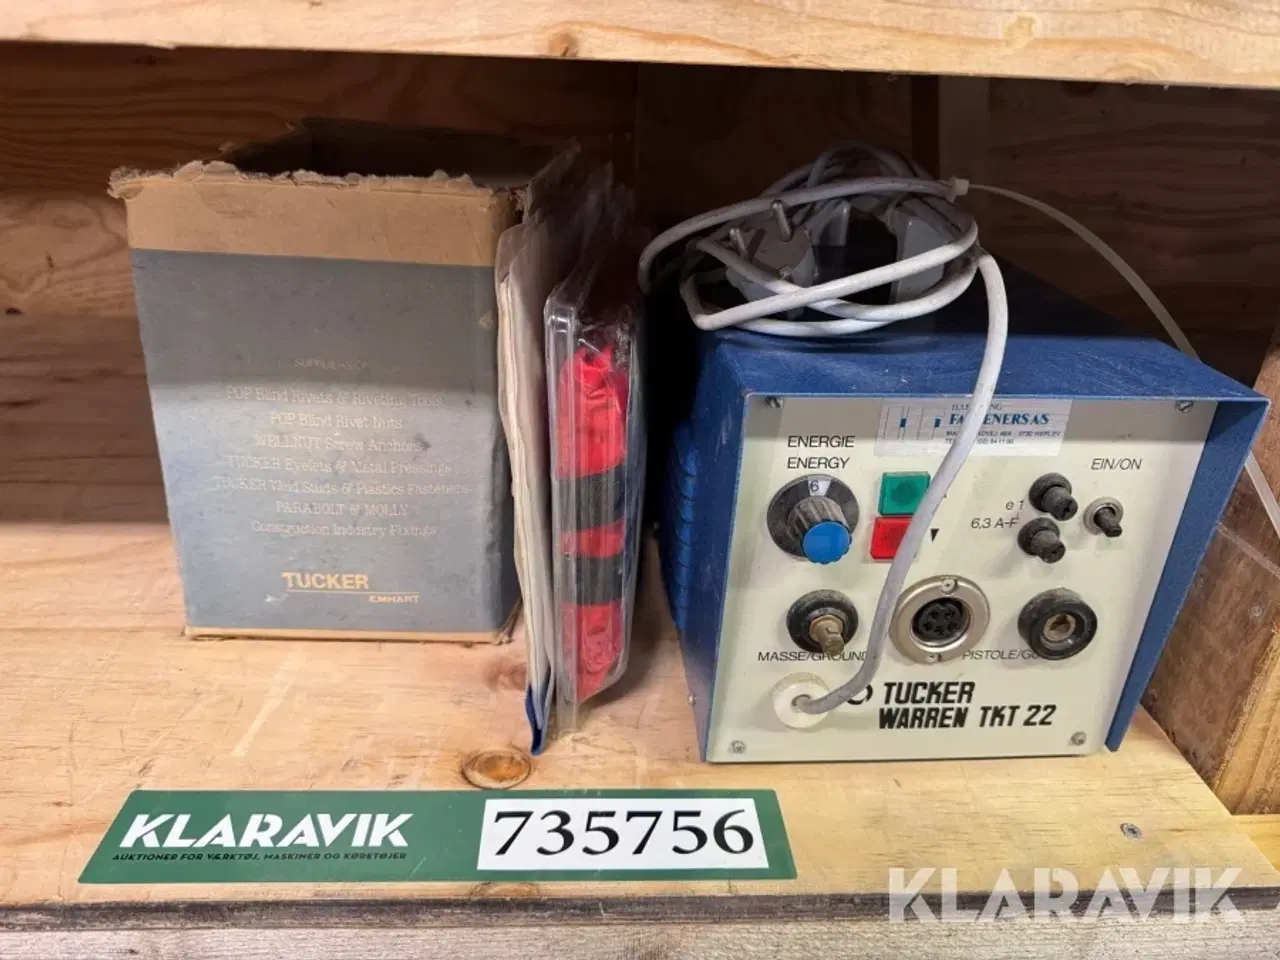 SUPPLIERS OF
POP Blind Rivets & Riveting Tools
POP Blind Rivet Nuts
WELLNUT Screw Anchors
TUCKER Eyelets & Metal Pressings
TUCKER Weld Studs & Plastics Fasteners
PARABOLT & MOLLY
Construction Industry Fixings
TUCKER
EMHART
FASTENERS AS
ENERGIE
ENERGY
6
EIN/ON
6,3 A-F
MASSE/GROUND
PISTOLE/
TUCKER
WARREN TKT 22
KLARAVIK
AUKTIONER FOR VÆRKTØJ, MASKINER OG KØRETØJER
735756
KLARAVIK